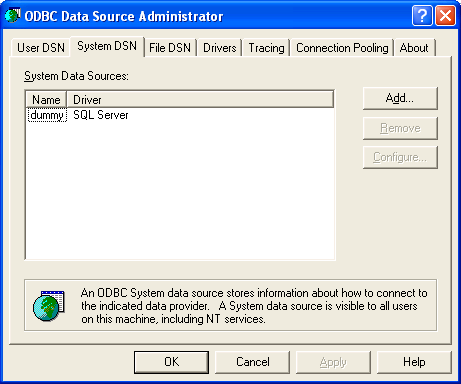 ODBC Data Source Administrator
User DSN System DSN File DSN Drivers Tracing Connection Pooling About
System Data Sources:
Name Driver
dummy SQL Server
Add...
Remove
Configure...
An ODBC System data source stores information about how to connect to
the indicated data provider. A System data source is visible to all users
on this machine, including NT services.
OK Cancel Apply Help